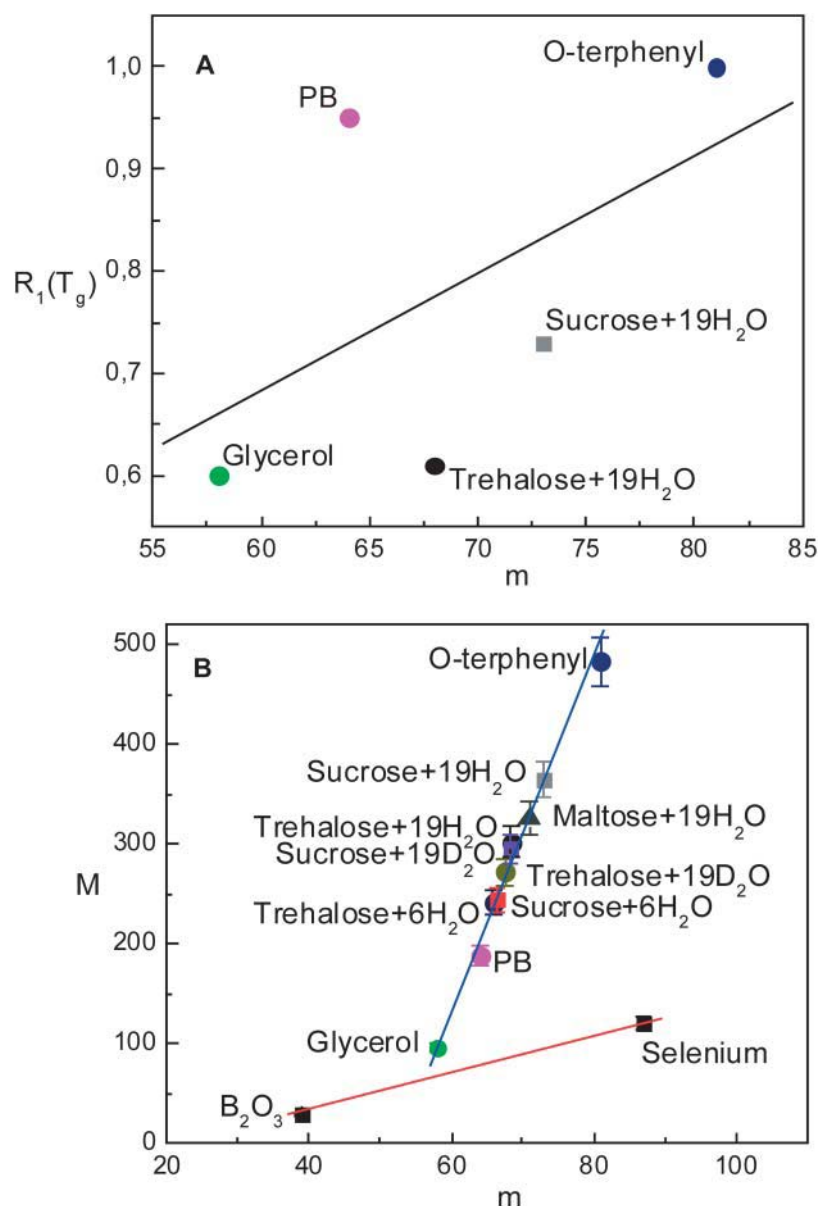 A
O-terphenyl
1,0
PB
0,9
R₁(T_g)
0,8
Sucrose+19H₂O
0,7
Glycerol
0,6
Trehalose+19H₂O
55 60 65 70 75 80 85
m
500
B
O-terphenyl
400
Sucrose+19H₂O
Maltose+19H₂O
Trehalose+19H₂O
300
Sucrose+19D₂O
M
Trehalose+19D₂O
Trehalose+6H₂O
Sucrose+6H₂O
200
PB
100
Glycerol
Selenium
B₂O₃
0
20 40 60 80 100
m